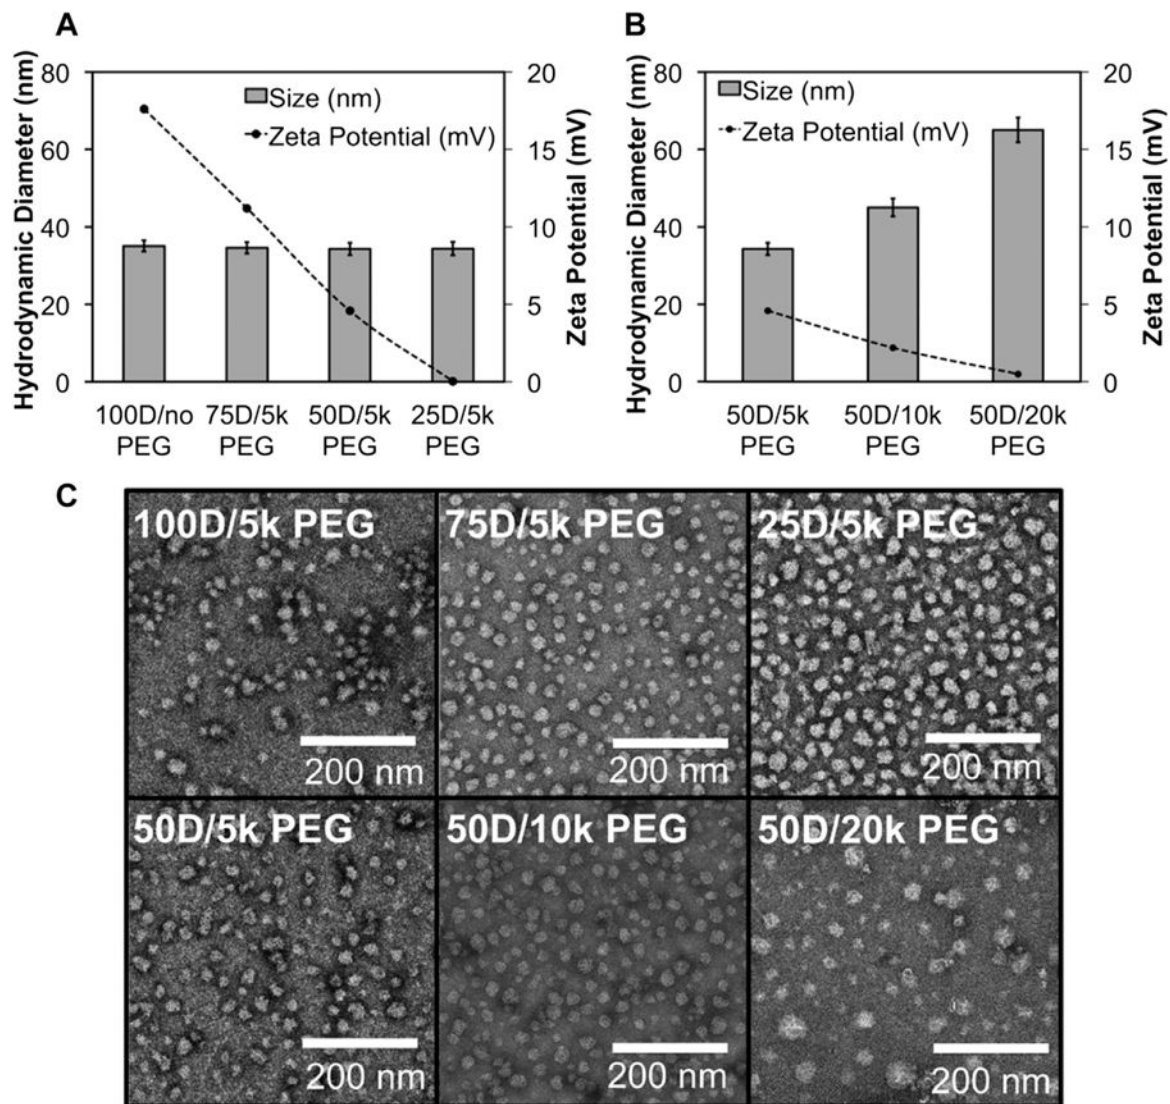 A
Hydrodynamic Diameter (nm)
80
60
40
20
0
Size (nm)
Zeta Potential (mV)
20
15
10
5
0
Zeta Potential (mV)
100D/no PEG
75D/5k PEG
50D/5k PEG
25D/5k PEG
B
Hydrodynamic Diameter (nm)
80
60
40
20
0
Size (nm)
Zeta Potential (mV)
20
15
10
5
0
Zeta Potential (mV)
50D/5k PEG
50D/10k PEG
50D/20k PEG
C
100D/5k PEG
200 nm
75D/5k PEG
200 nm
25D/5k PEG
200 nm
50D/5k PEG
200 nm
50D/10k PEG
200 nm
50D/20k PEG
200 nm